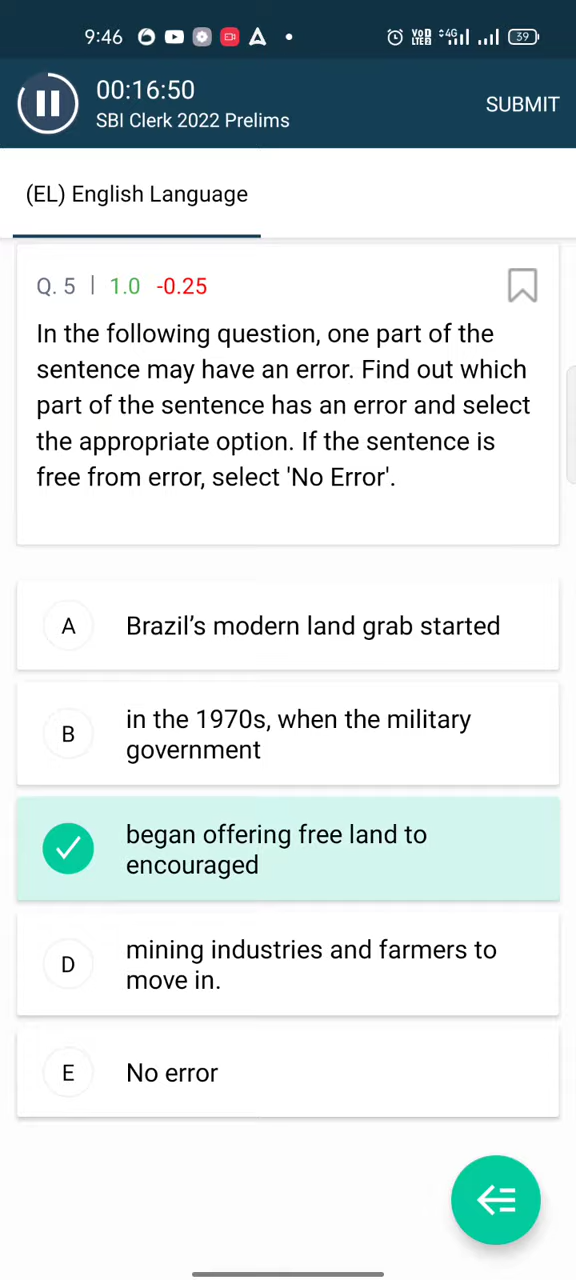 9:46
VoD LTEB 4G 39
00:16:50
SBI Clerk 2022 Prelims
SUBMIT
(EL) English Language
Q. 5 | 1.0 -0.25
In the following question, one part of the
sentence may have an error. Find out which
part of the sentence has an error and select
the appropriate option. If the sentence is
free from error, select 'No Error'.
A Brazil's modern land grab started
B in the 1970s, when the military
government
began offering free land to
encouraged
D mining industries and farmers to
move in.
E No error